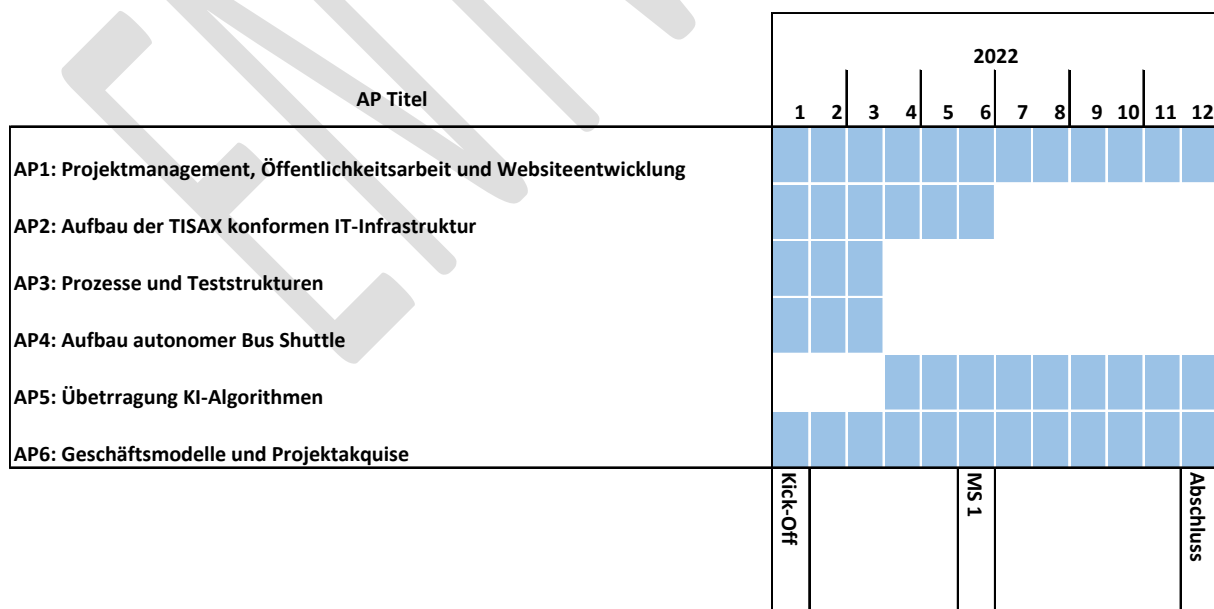 2022
AP Titel
1 2 3 4 5 6 7 8 9 10 11 12
AP1: Projektmanagement, Öffentlichkeitsarbeit und Websiteentwicklung
AP2: Aufbau der TISAX konformen IT-Infrastruktur
AP3: Prozesse und Teststrukturen
AP4: Aufbau autonomer Bus Shuttle
AP5: Übetrragung KI-Algorithmen
AP6: Geschäftsmodelle und Projektakquise
Kick-Off
MS 1
Abschluss